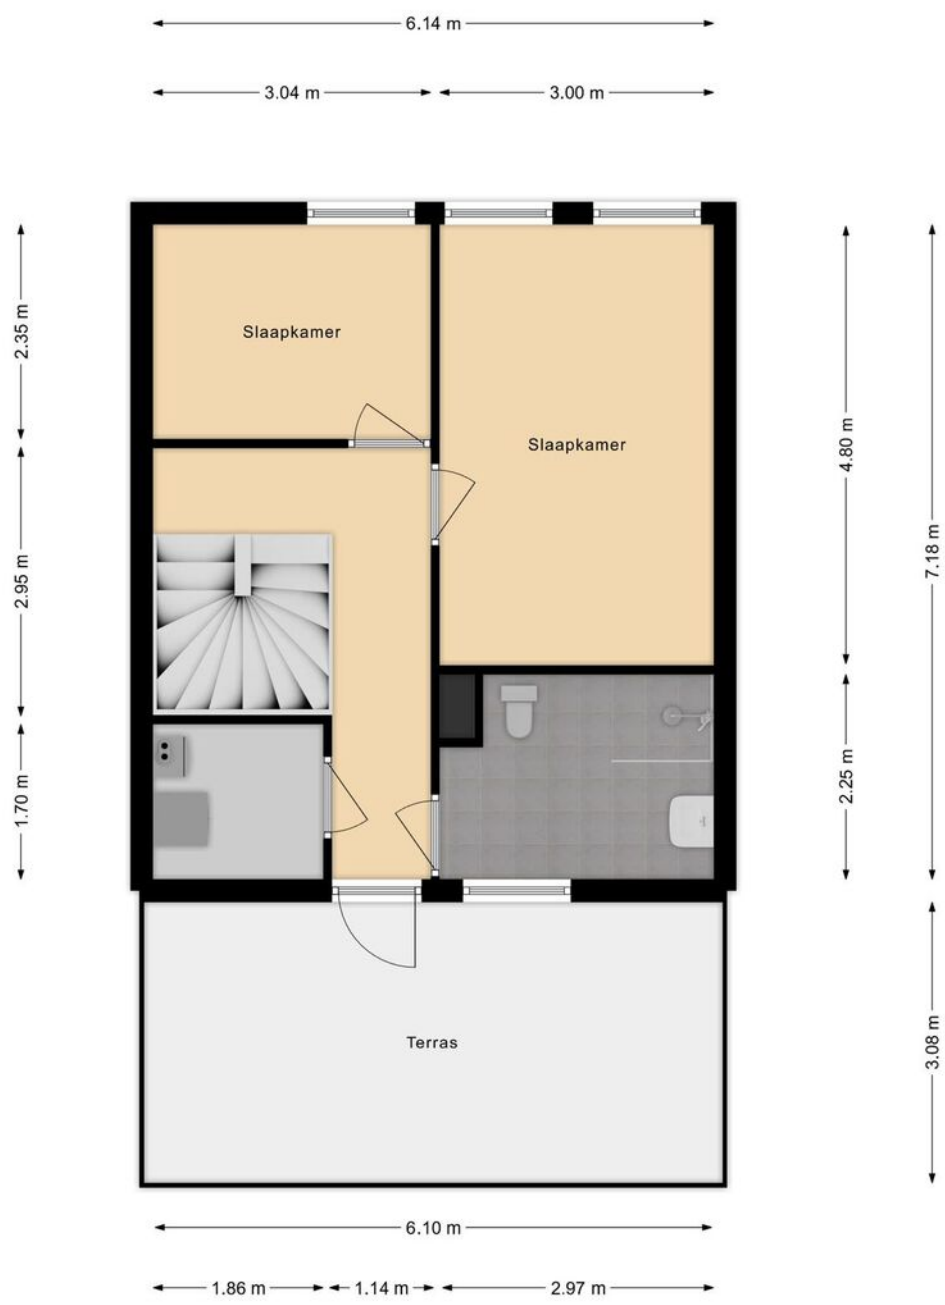 6.14 m
3.04 m
3.00 m
2.35 m
Slaapkamer
Slaapkamer
4.80 m
7.18 m
2.95 m
1.70 m
2.25 m
Terras
3.08 m
6.10 m
1.86 m
1.14 m
2.97 m